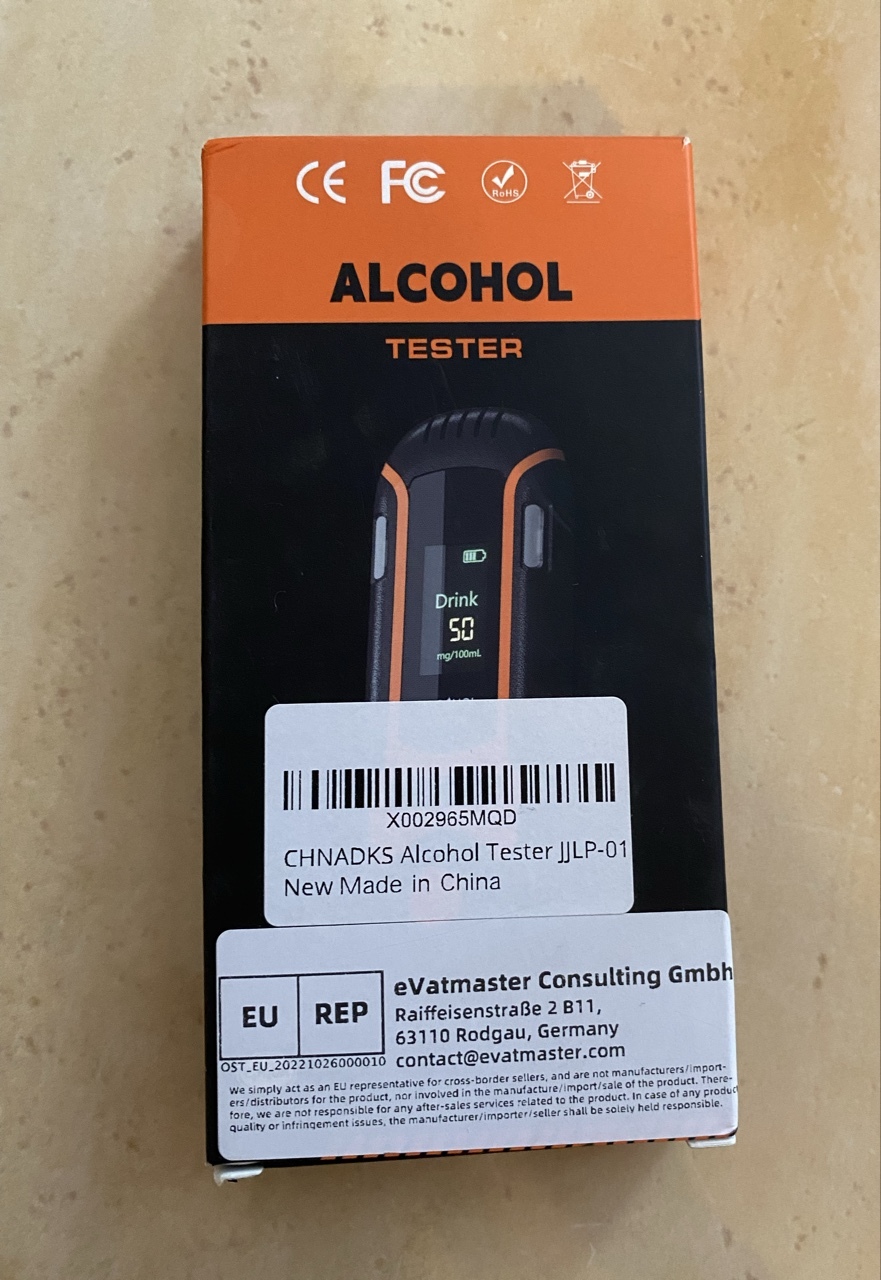 CE FC RoHS
ALCOHOL
TESTER
Drink
50
mg/100mL
X002965MQD
CHNADKS Alcohol Tester JJLP-01
New Made in China
EU REP
OST_EU_20221026000010
eVatmaster Consulting Gmbh
Raiffeisenstraße 2 B11,
63110 Rodgau, Germany
contact@evatmaster.com
We simply act as an EU representative for cross-border sellers, and are not manufacturers/import-
ers/distributors for the product, nor involved in the manufacture/import/sale of the product. There-
fore, we are not responsible for any after-sales services related to the product. In case of any product
quality or infringement issues, the manufacturer/importer/seller shall be solely held responsible.